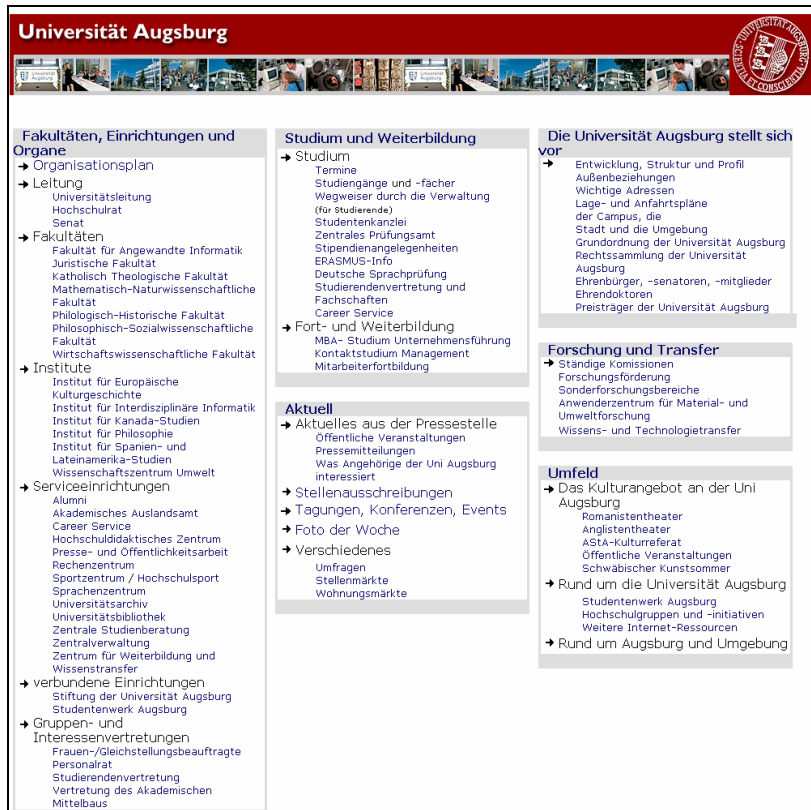 Universität Augsburg
UNIVERSITAS AUGUSTANA
SCIENTIA ET CONSCIENTIA
Fakultäten, Einrichtungen und
Organe
Organisationsplan
Leitung
Universitätsleitung
Hochschulrat
Senat
Fakultäten
Fakultät für Angewandte Informatik
Juristische Fakultät
Katholisch Theologische Fakultät
Mathematisch-Naturwissenschaftliche
Fakultät
Philologisch-Historische Fakultät
Philosophisch-Sozialwissenschaftliche
Fakultät
Wirtschaftswissenschaftliche Fakultät
Institute
Institut für Europäische
Kulturgeschichte
Institut für Interdisziplinäre Informatik
Institut für Kanada-Studien
Institut für Philosophie
Institut für Spanien- und
Lateinamerika-Studien
Wissenschaftszentrum Umwelt
Serviceeinrichtungen
Alumni
Akademisches Auslandsamt
Career Service
Hochschuldidaktisches Zentrum
Presse- und Öffentlichkeitsarbeit
Rechenzentrum
Sportzentrum / Hochschulsport
Sprachenzentrum
Universitätsarchiv
Universitätsbibliothek
Zentrale Studienberatung
Zentralverwaltung
Zentrum für Weiterbildung und
Wissenstransfer
verbundene Einrichtungen
Stiftung der Universität Augsburg
Studentenwerk Augsburg
Gruppen- und
Interessenvertretungen
Frauen-/Gleichstellungsbeauftragte
Personalrat
Studierendenvertretung
Vertretung des Akademischen
Mittelbaus
Studium und Weiterbildung
Studium
Termine
Studiengänge und -fächer
Wegweiser durch die Verwaltung
(für Studierende)
Studentenkanzlei
Zentrales Prüfungsamt
Stipendienangelegenheiten
ERASMUS-Info
Deutsche Sprachprüfung
Studierendenvertretung und
Fachschaften
Career Service
Fort- und Weiterbildung
MBA- Studium Unternehmensführung
Kontaktstudium Management
Mitarbeiterfortbildung
Aktuell
Aktuelles aus der Pressestelle
Öffentliche Veranstaltungen
Pressemitteilungen
Was Angehörige der Uni Augsburg
interessiert
Stellenausschreibungen
Tagungen, Konferenzen, Events
Foto der Woche
Verschiedenes
Umfragen
Stellenmärkte
Wohnungsmärkte
Die Universität Augsburg stellt sich
vor
Entwicklung, Struktur und Profil
Außenbeziehungen
Wichtige Adressen
Lage- und Anfahrtspläne
der Campus, die
Stadt und die Umgebung
Grundordnung der Universität Augsburg
Rechtssammlung der Universität
Augsburg
Ehrenbürger, -senatoren, -mitglieder
Ehrendoktoren
Preisträger der Universität Augsburg
Forschung und Transfer
Ständige Komissionen
Forschungsförderung
Sonderforschungsbereiche
Anwenderzentrum für Material- und
Umweltforschung
Wissens- und Technologietransfer
Umfeld
Das Kulturangebot an der Uni
Augsburg
Romanistentheater
Anglistentheater
AStA-Kulturreferat
Öffentliche Veranstaltungen
Schwäbischer Kunstsommer
Rund um die Universität Augsburg
Studentenwerk Augsburg
Hochschulgruppen und -initiativen
Weitere Internet-Ressourcen
Rund um Augsburg und Umgebung